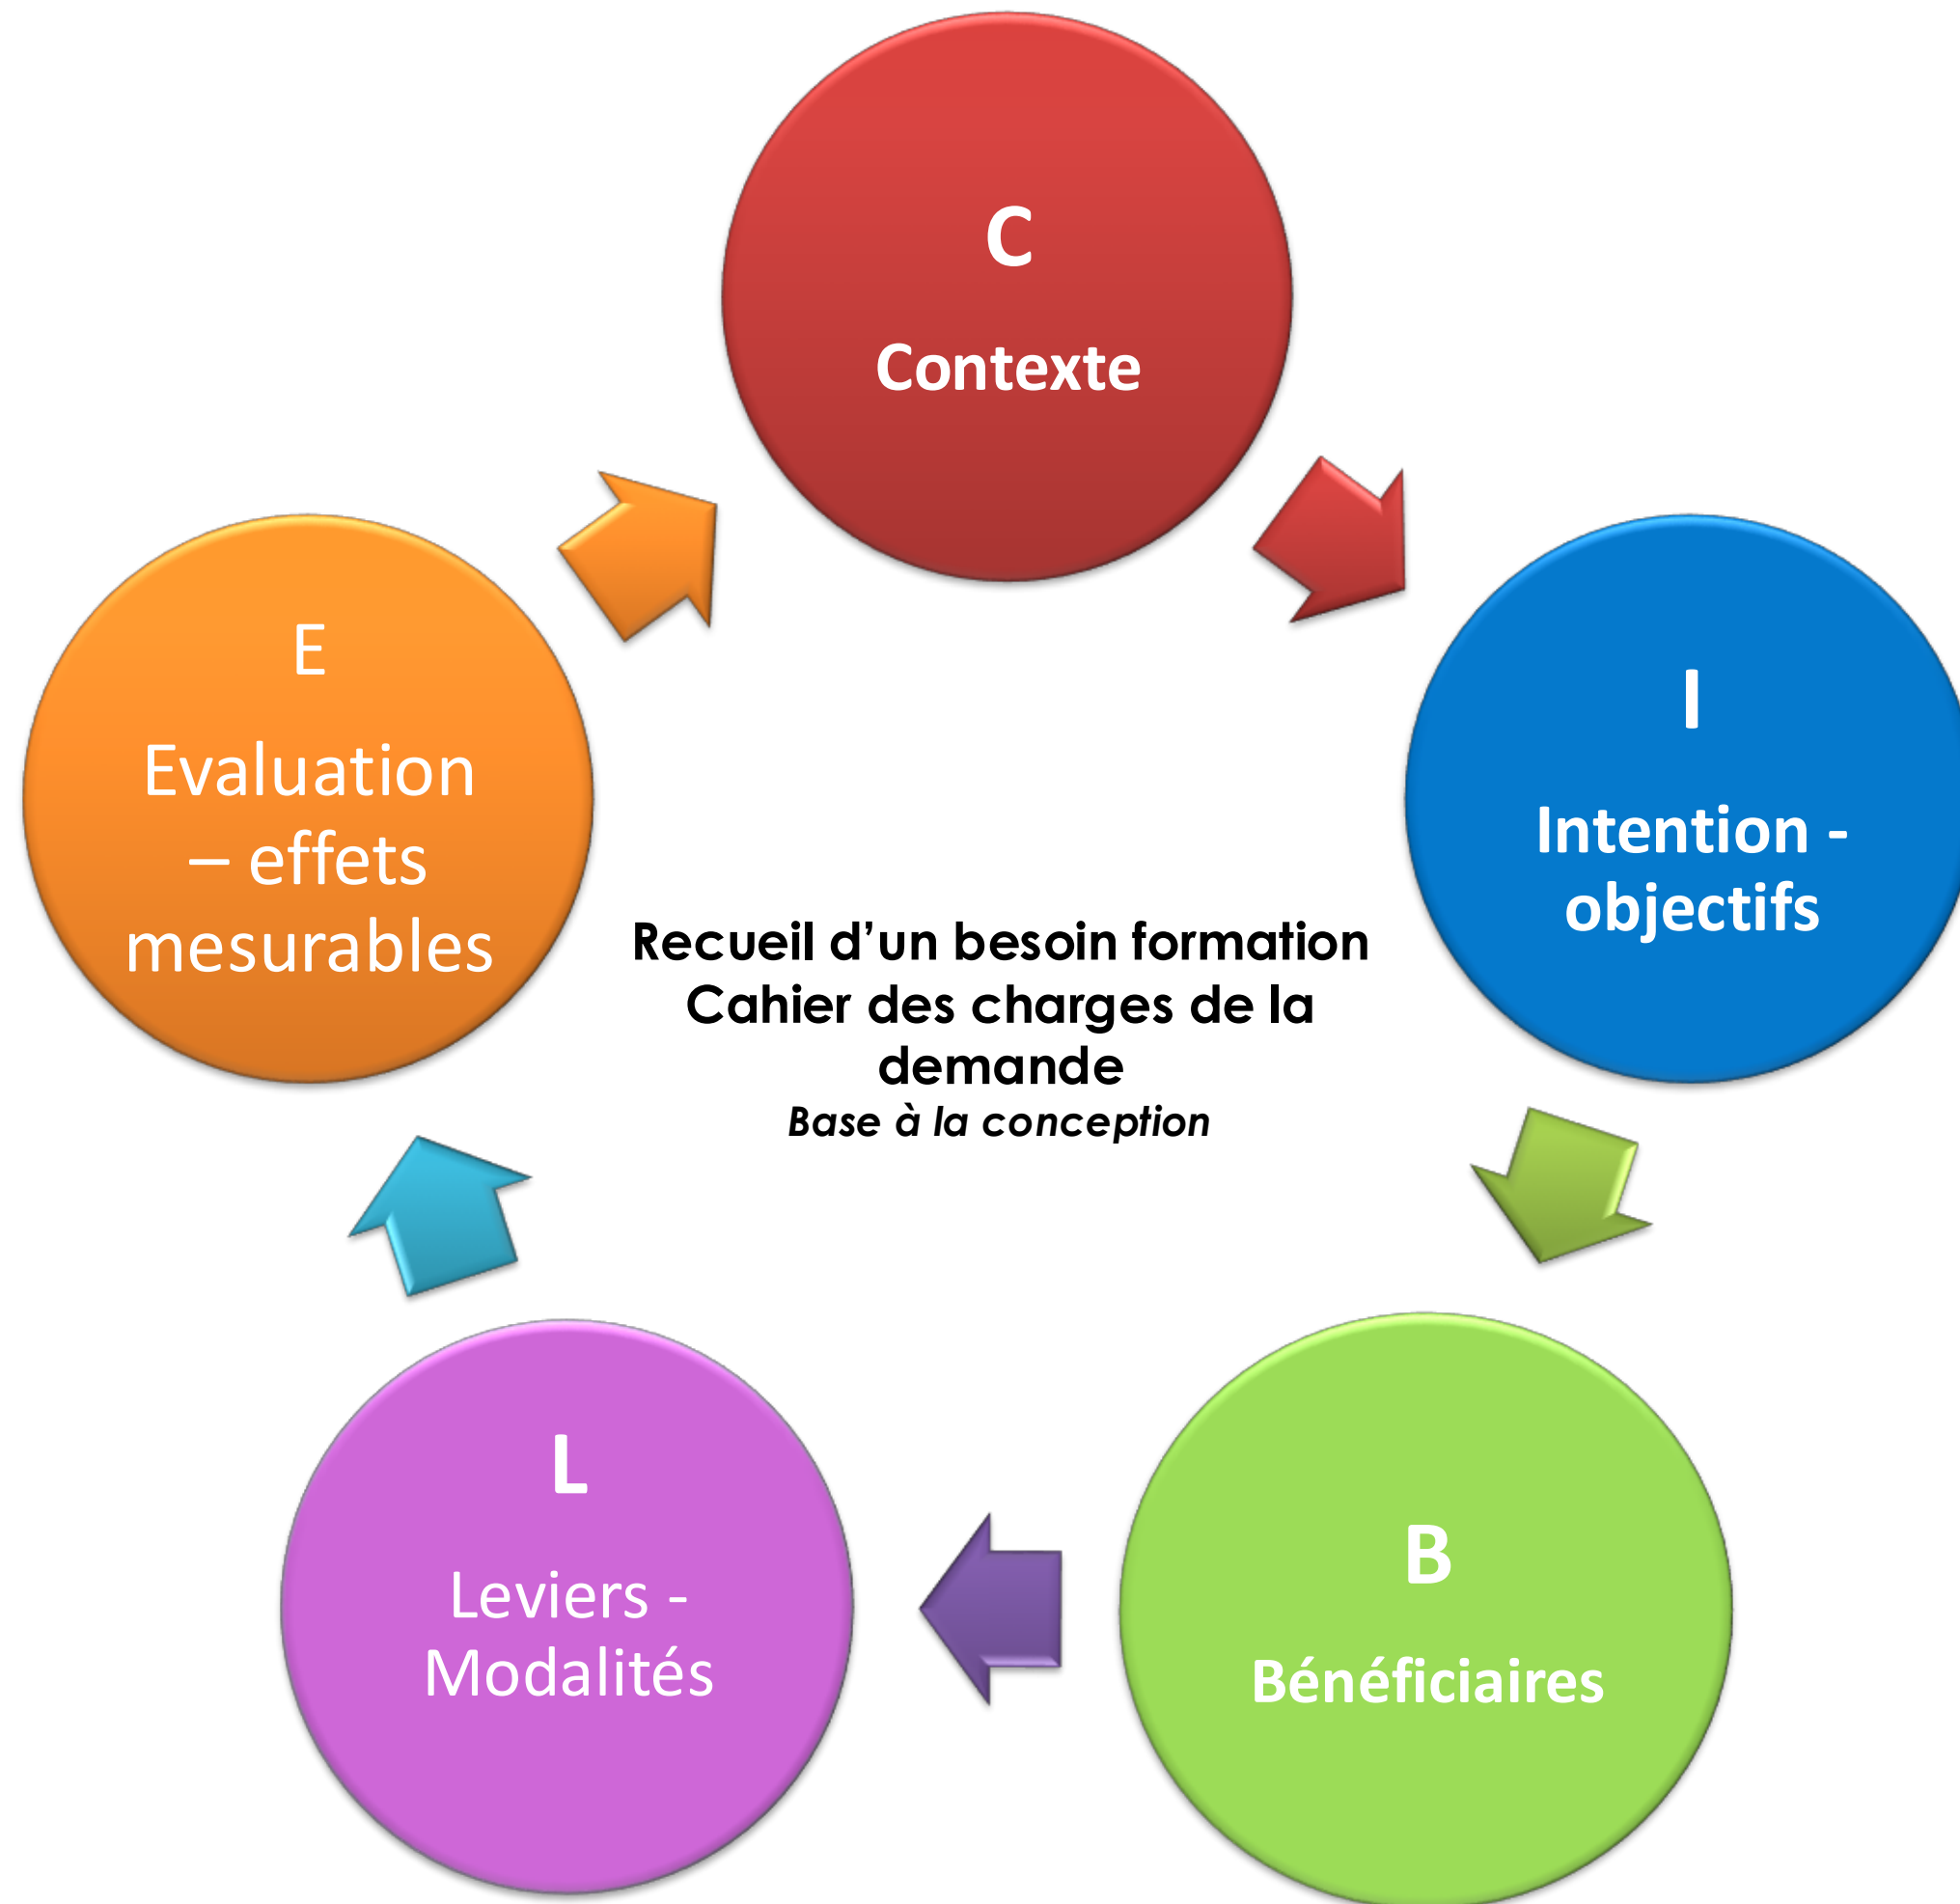 C
Contexte
I
Intention -
objectifs
B
Bénéficiaires
L
Leviers -
Modalités
E
Evaluation
– effets
mesurables
Recueil d’un besoin formation
Cahier des charges de la
demande
Base à la conception